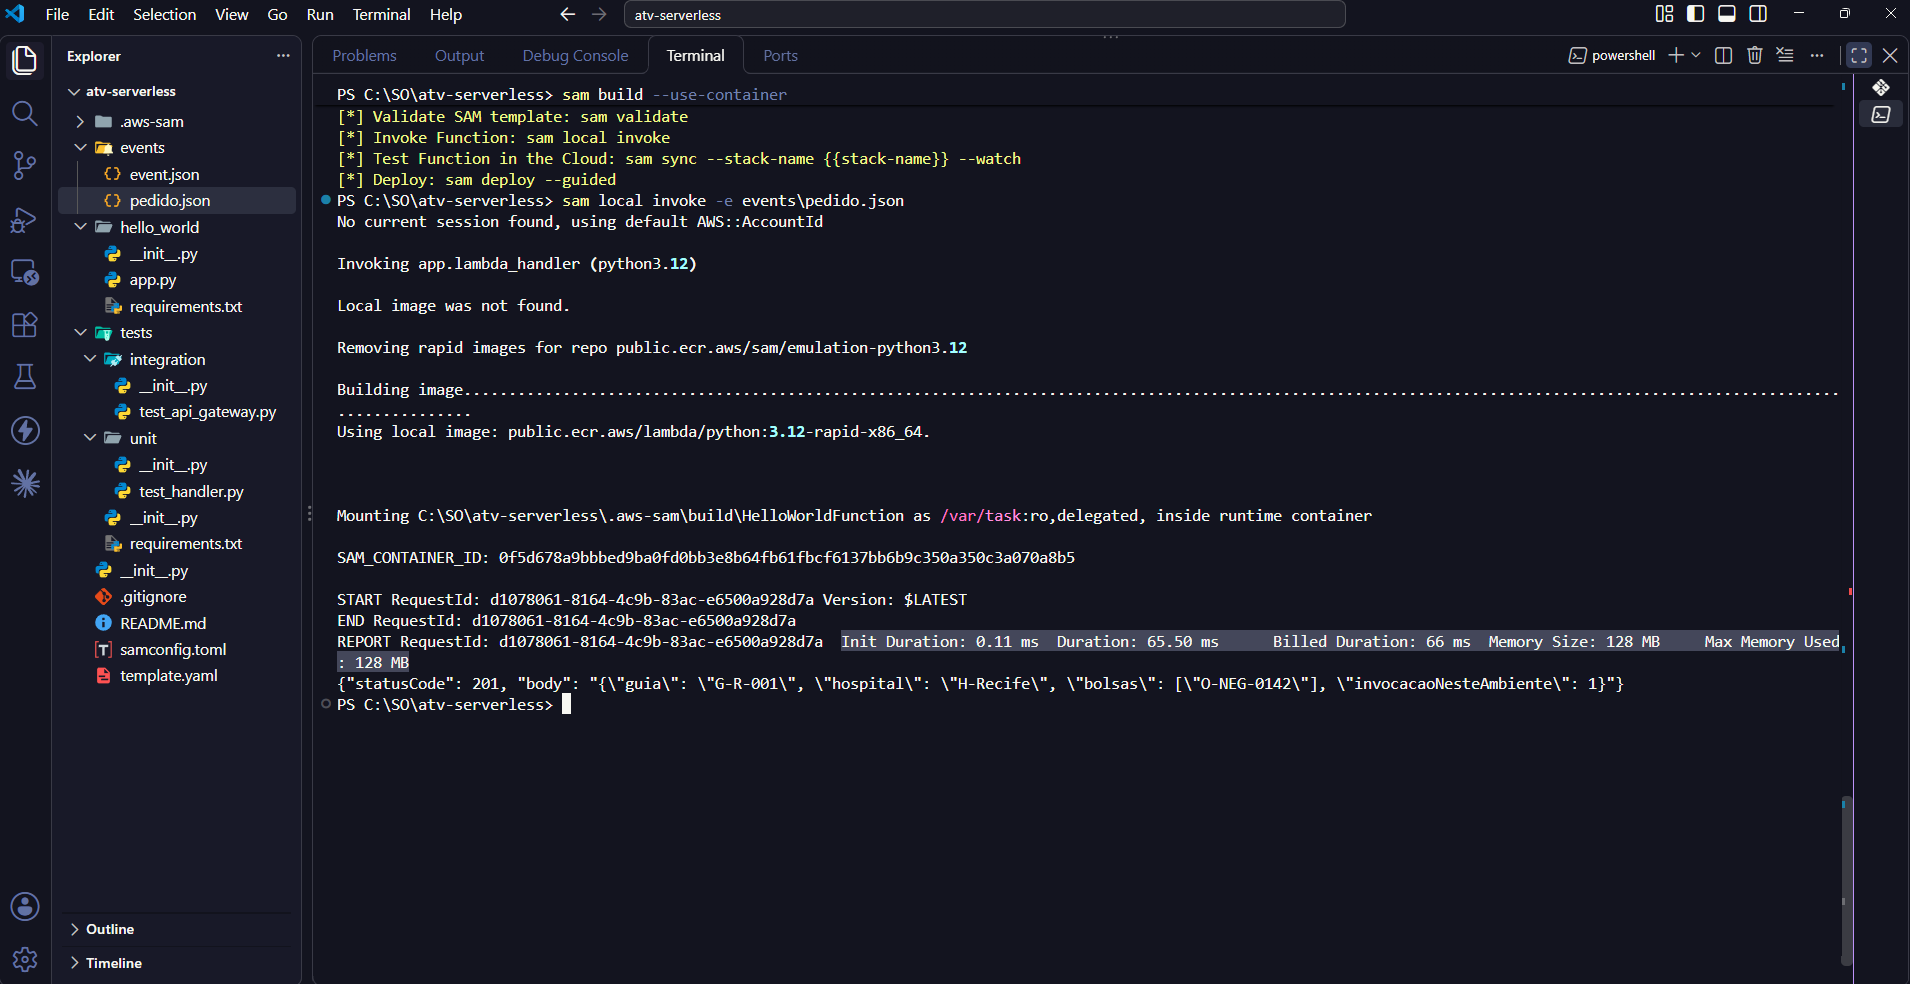 File Edit Selection View Go Run Terminal Help
atv-serverless
Explorer
atv-serverless
.aws-sam
events
event.json
pedido.json
hello_world
__init__.py
app.py
requirements.txt
tests
integration
__init__.py
test_api_gateway.py
unit
__init__.py
test_handler.py
__init__.py
requirements.txt
__init__.py
.gitignore
README.md
samconfig.toml
template.yaml
Outline
Timeline
Problems Output Debug Console Terminal Ports
powershell
PS C:\SO\atv-serverless> sam build --use-container
[*] Validate SAM template: sam validate
[*] Invoke Function: sam local invoke
[*] Test Function in the Cloud: sam sync --stack-name {{stack-name}} --watch
[*] Deploy: sam deploy --guided
PS C:\SO\atv-serverless> sam local invoke -e events\pedido.json
No current session found, using default AWS::AccountId
Invoking app.lambda_handler (python3.12)
Local image was not found.
Removing rapid images for repo public.ecr.aws/sam/emulation-python3.12
Building image.........................................................................................................................................................
...............
Using local image: public.ecr.aws/lambda/python:3.12-rapid-x86_64.
Mounting C:\SO\atv-serverless\.aws-sam\build\HelloWorldFunction as /var/task:ro,delegated, inside runtime container
SAM_CONTAINER_ID: 0f5d678a9bbbed9ba0fd0bb3e8b64fb61fbcf6137bb6b9c350a350c3a070a8b5
START RequestId: d1078061-8164-4c9b-83ac-e6500a928d7a Version: $LATEST
END RequestId: d1078061-8164-4c9b-83ac-e6500a928d7a
REPORT RequestId: d1078061-8164-4c9b-83ac-e6500a928d7a Init Duration: 0.11 ms Duration: 65.50 ms Billed Duration: 66 ms Memory Size: 128 MB Max Memory Used
: 128 MB
{"statusCode": 201, "body": "{\"guia\": \"G-R-001\", \"hospital\": \"H-Recife\", \"bolsas\": [\"O-NEG-0142\"], \"invocacaoNesteAmbiente\": 1}"}
PS C:\SO\atv-serverless>